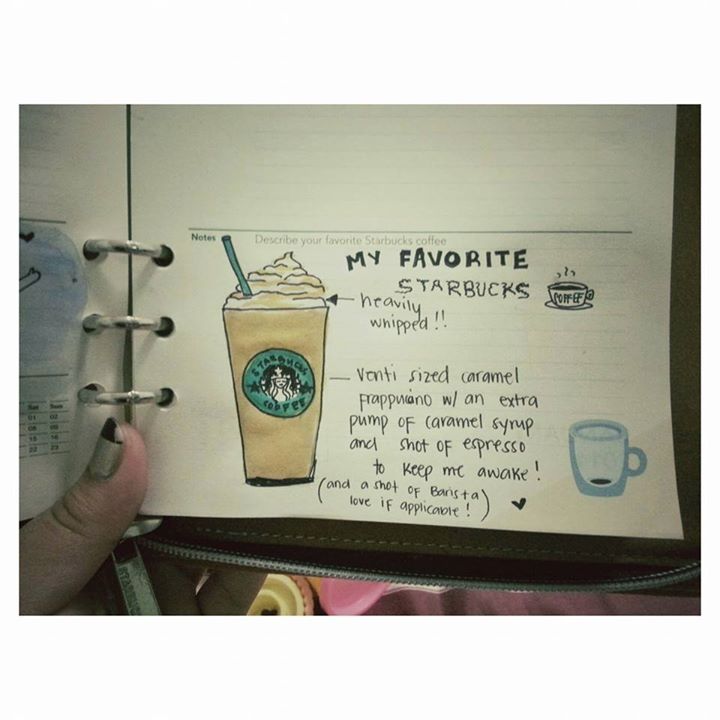 Notes
Describe your favorite Starbucks coffee
MY FAVORITE
STARBUCKS
COFFEE
heavily
whipped!!
STARBUCKS
COFFEE
Venti sized caramel
frappucino w/ an extra
pump of caramel syrup
and shot of espresso
to keep me awake!
(and a shot of Barista
love if applicable!)
Sat Sun
01 02
08 09
15 16
22 23